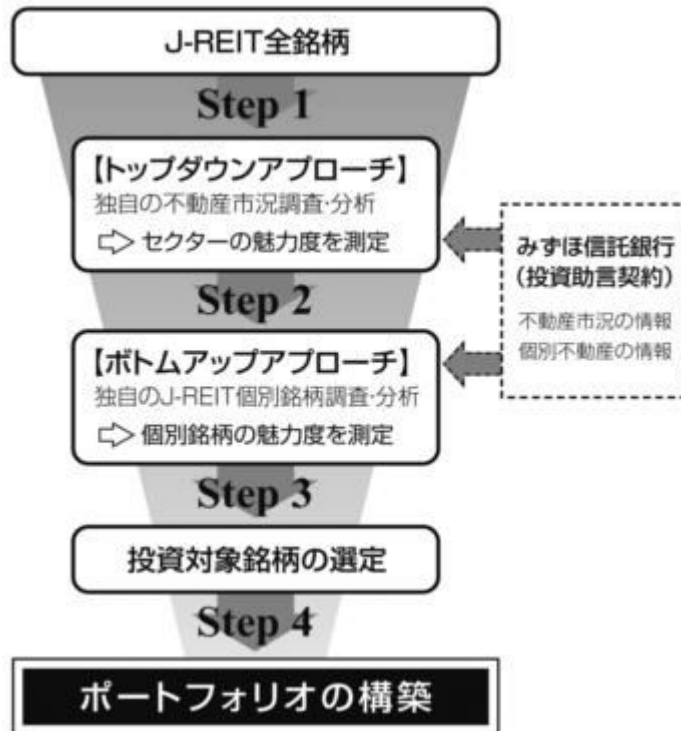 J-REIT全銘柄
Step 1
【トップダウンアプローチ】
独自の不動産市況調査・分析
⇨ セクターの魅力度を測定
Step 2
みずほ信託銀行
(投資助言契約)
不動産市況の情報
個別不動産の情報
【ボトムアップアプローチ】
独自のJ-REIT個別銘柄調査・分析
⇨ 個別銘柄の魅力度を測定
Step 3
投資対象銘柄の選定
Step 4
ポートフォリオの構築